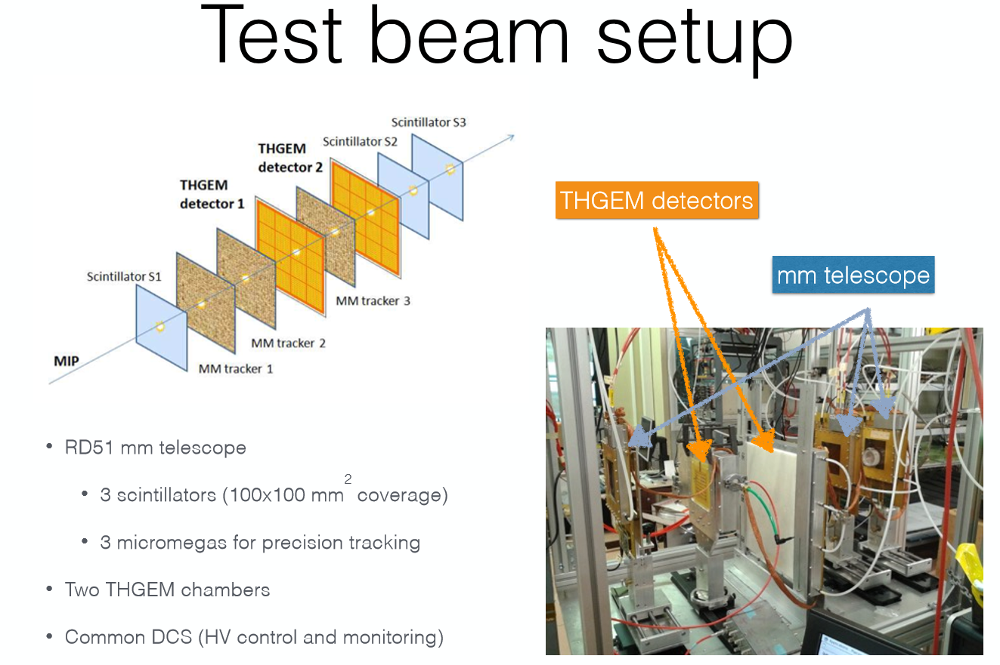 Test beam setup
Scintillator S3
Scintillator S2
THGEM
detector 2
THGEM
detector 1
Scintillator S1
MM tracker 3
MM tracker 2
MM tracker 1
MIP
THGEM detectors
mm telescope
• RD51 mm telescope
• 3 scintillators (100x100 mm² coverage)
• 3 micromegas for precision tracking
• Two THGEM chambers
• Common DCS (HV control and monitoring)